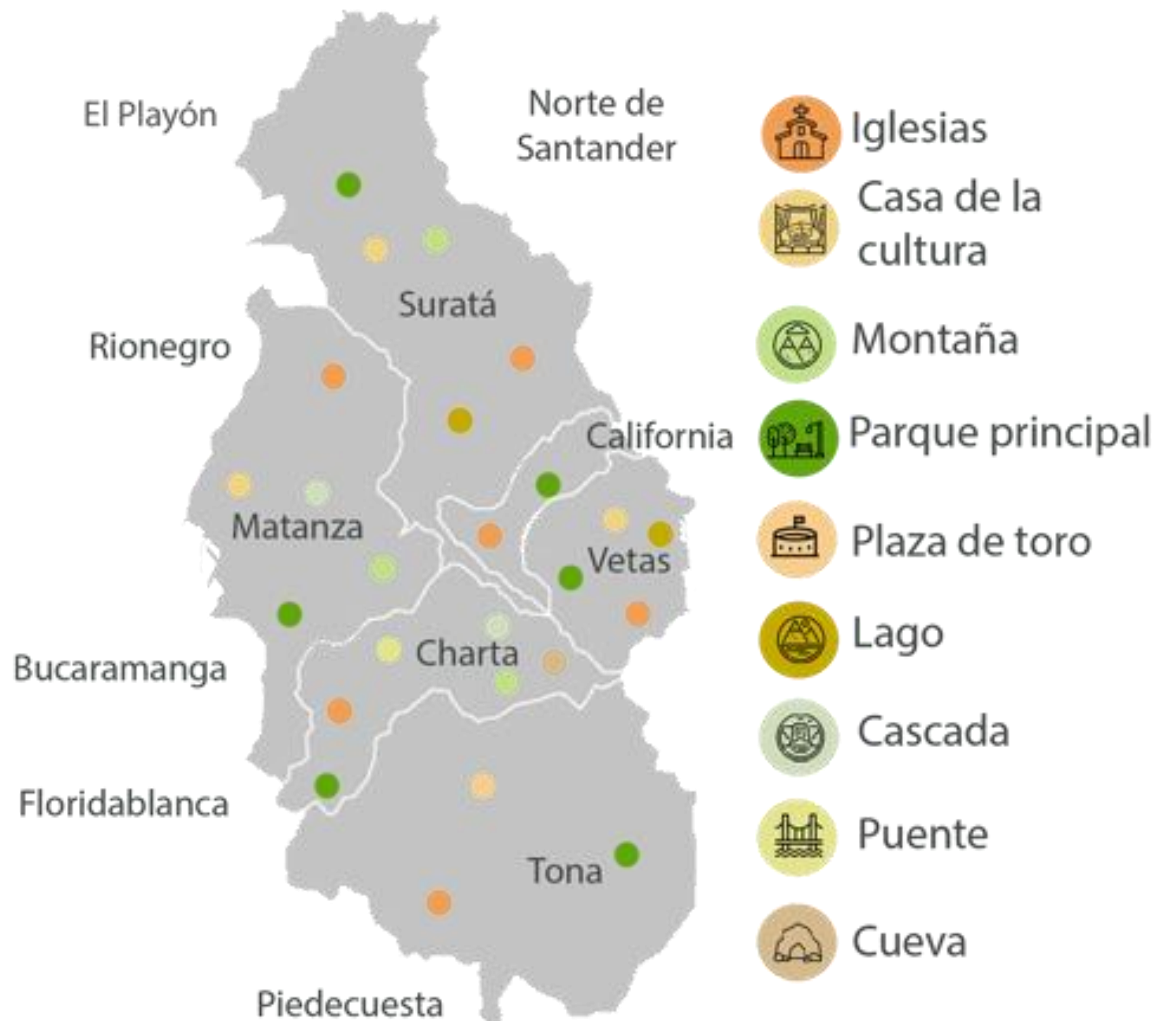 El Playón
Norte de
Santander
Suratá
Rionegro
California
Matanza
Vetas
Charta
Bucaramanga
Floridablanca
Tona
Piedecuesta
Iglesias
Casa de la
cultura
Montaña
Parque principal
Plaza de toro
Lago
Cascada
Puente
Cueva